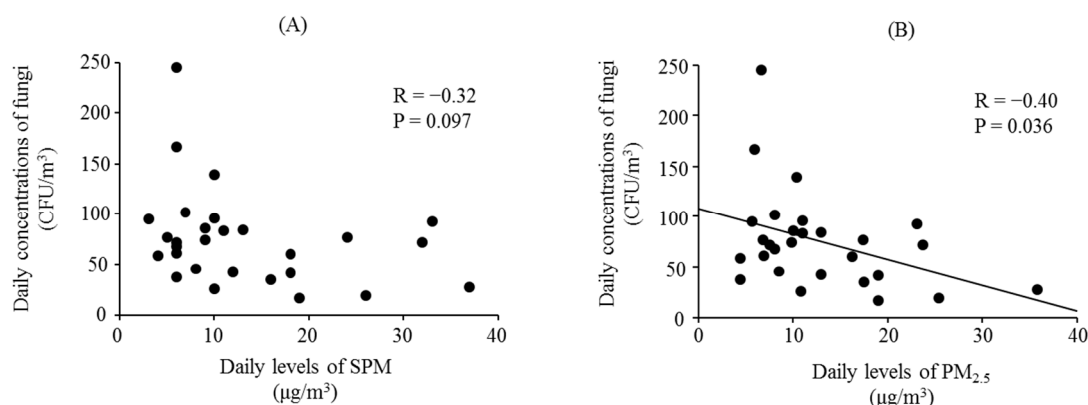 (A)
Daily concentrations of fungi
(CFU/m³)
250
200
150
100
50
0
R = −0.32
P = 0.097
0
10
20
30
40
Daily levels of SPM
(μg/m³)
(B)
Daily concentrations of fungi
(CFU/m³)
250
200
150
100
50
0
R = −0.40
P = 0.036
0
10
20
30
40
Daily levels of PM₂.₅
(μg/m³)